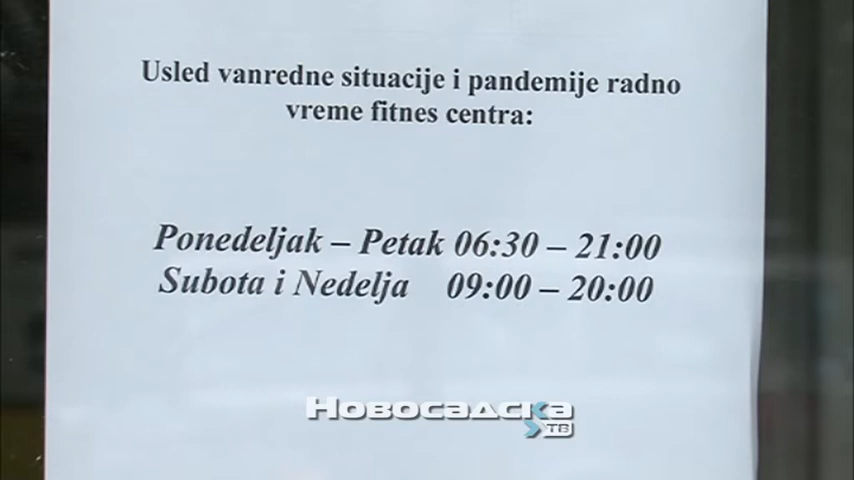 Usled vanredne situacije i pandemije radno
vreme fitnes centra:
Ponedeljak – Petak 06:30 – 21:00
Subota i Nedelja 09:00 – 20:00
Новосадска
ТВ